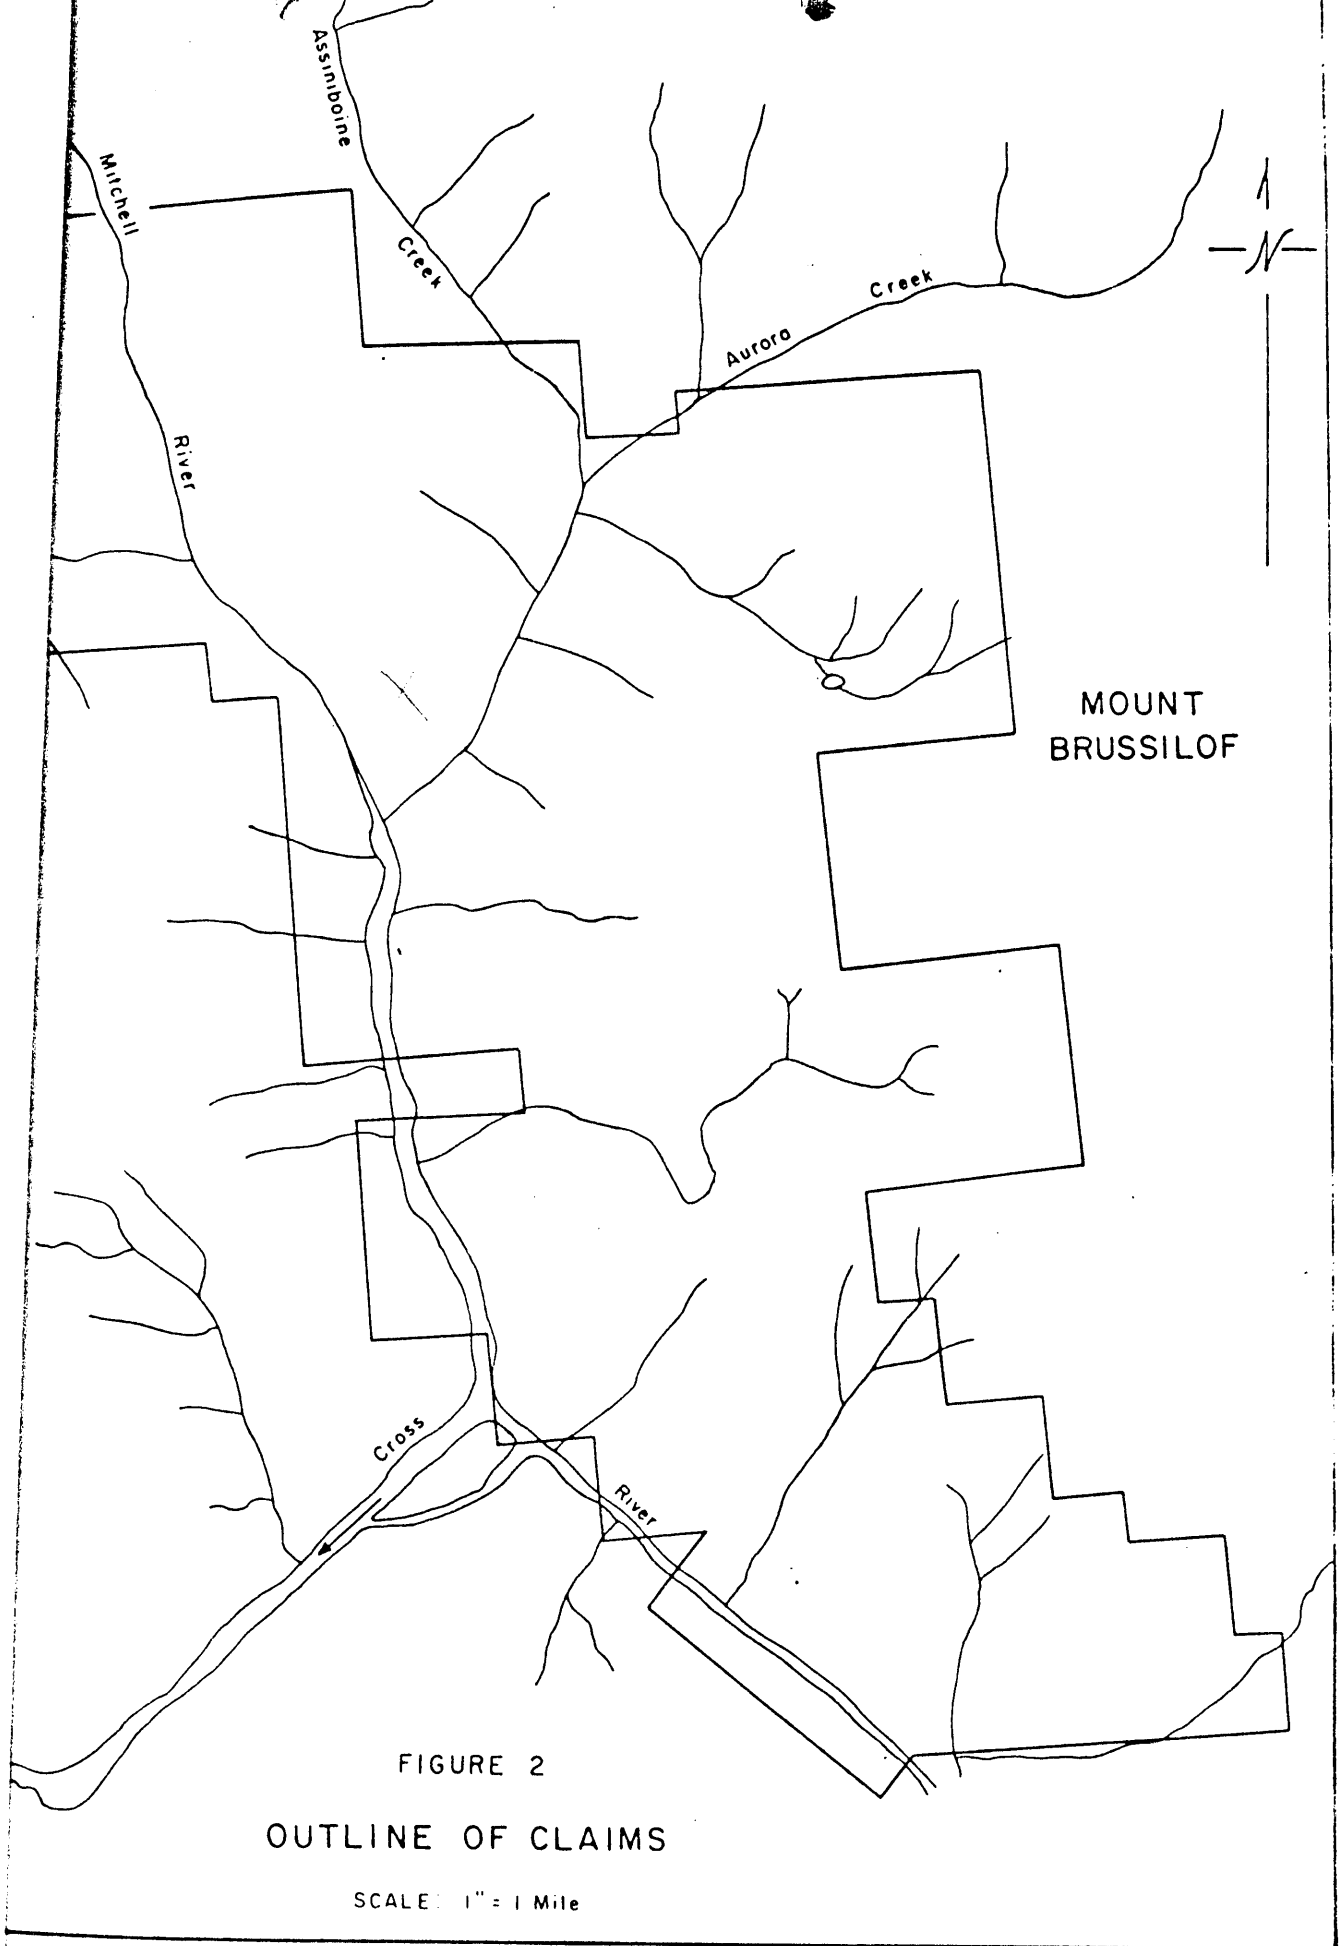 Assiniboine
Creek
Mitchell
River
Aurora
Creek
N
MOUNT
BRUSSILOF
Cross
River
FIGURE 2
OUTLINE OF CLAIMS
SCALE: 1" = 1 Mile